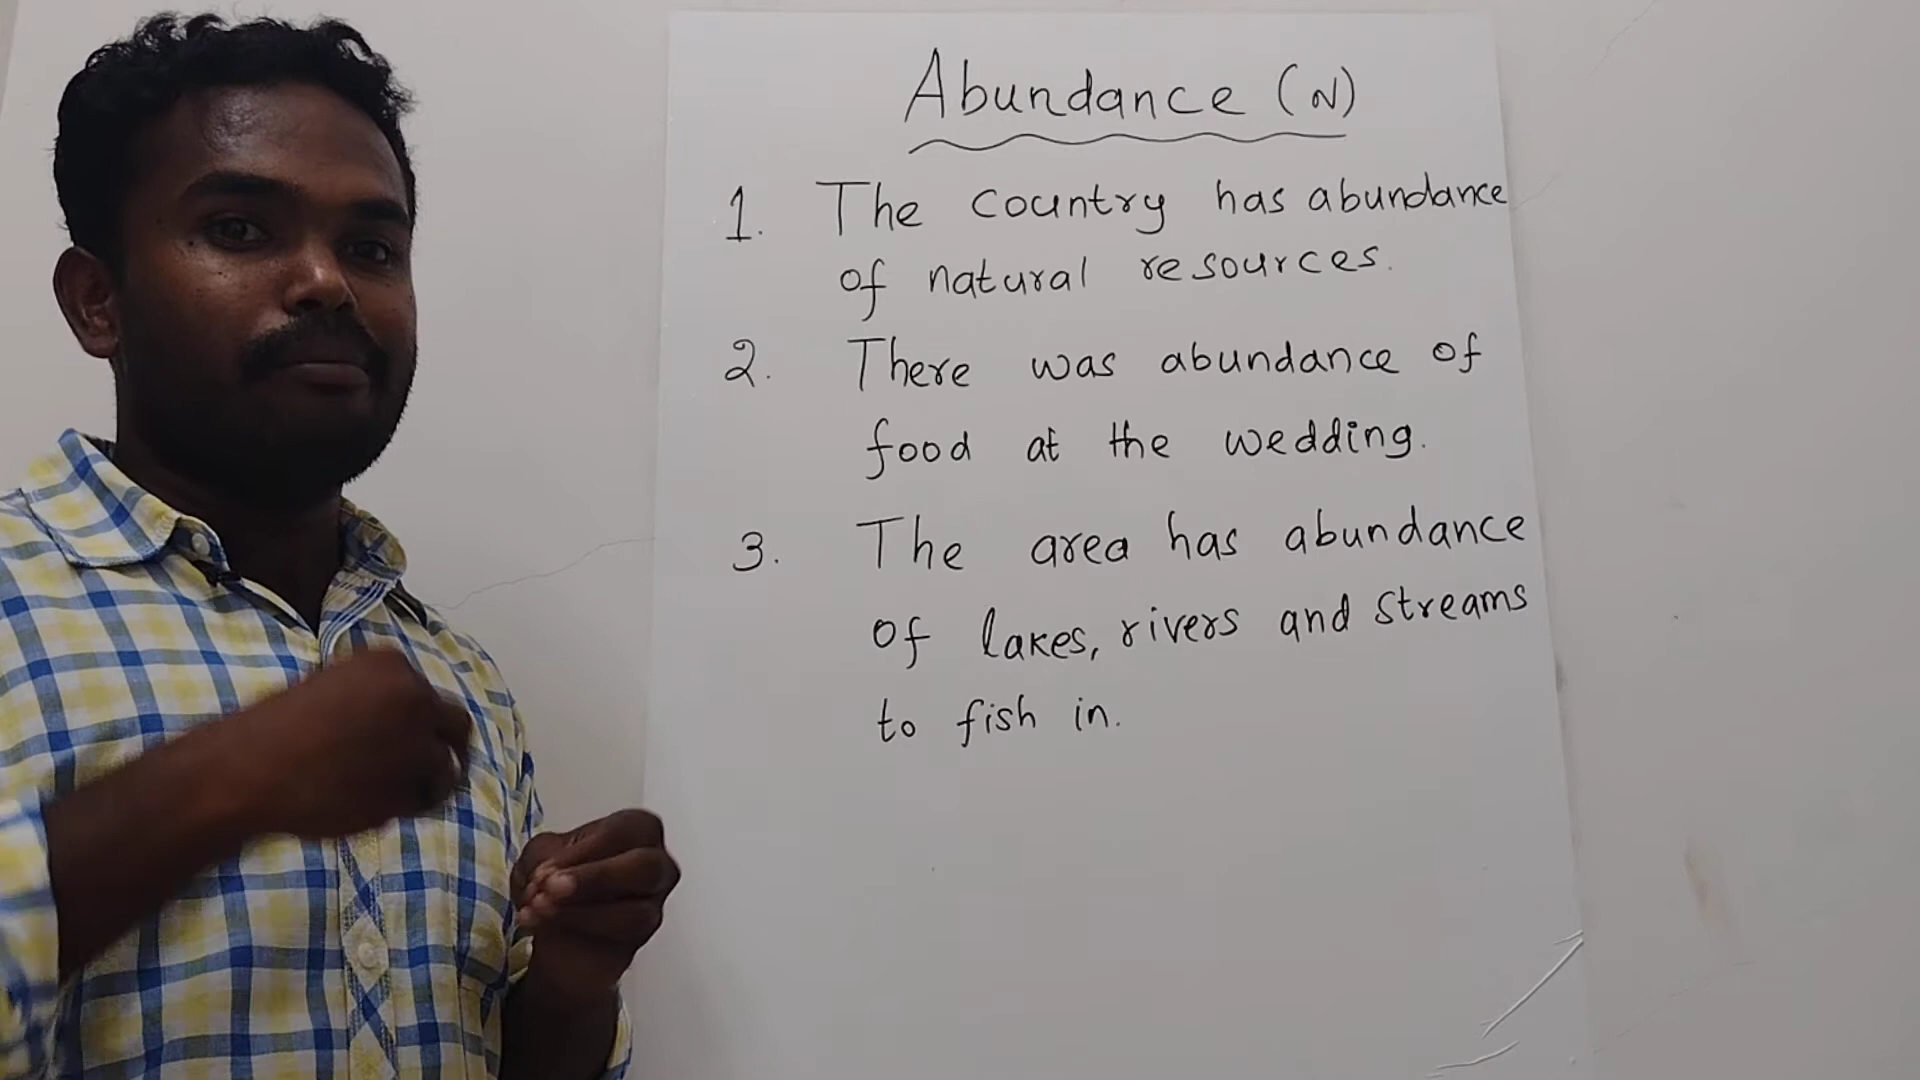 Abundance (N)
1. The country has abundance
of natural resources.
2. There was abundance of
food at the wedding.
3. The area has abundance
of lakes, rivers and streams
to fish in.